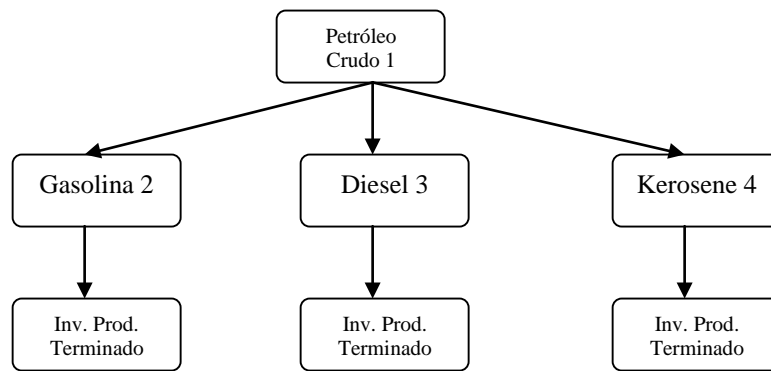 Petróleo
Crudo 1
Gasolina 2
Diesel 3
Kerosene 4
Inv. Prod.
Terminado
Inv. Prod.
Terminado
Inv. Prod.
Terminado